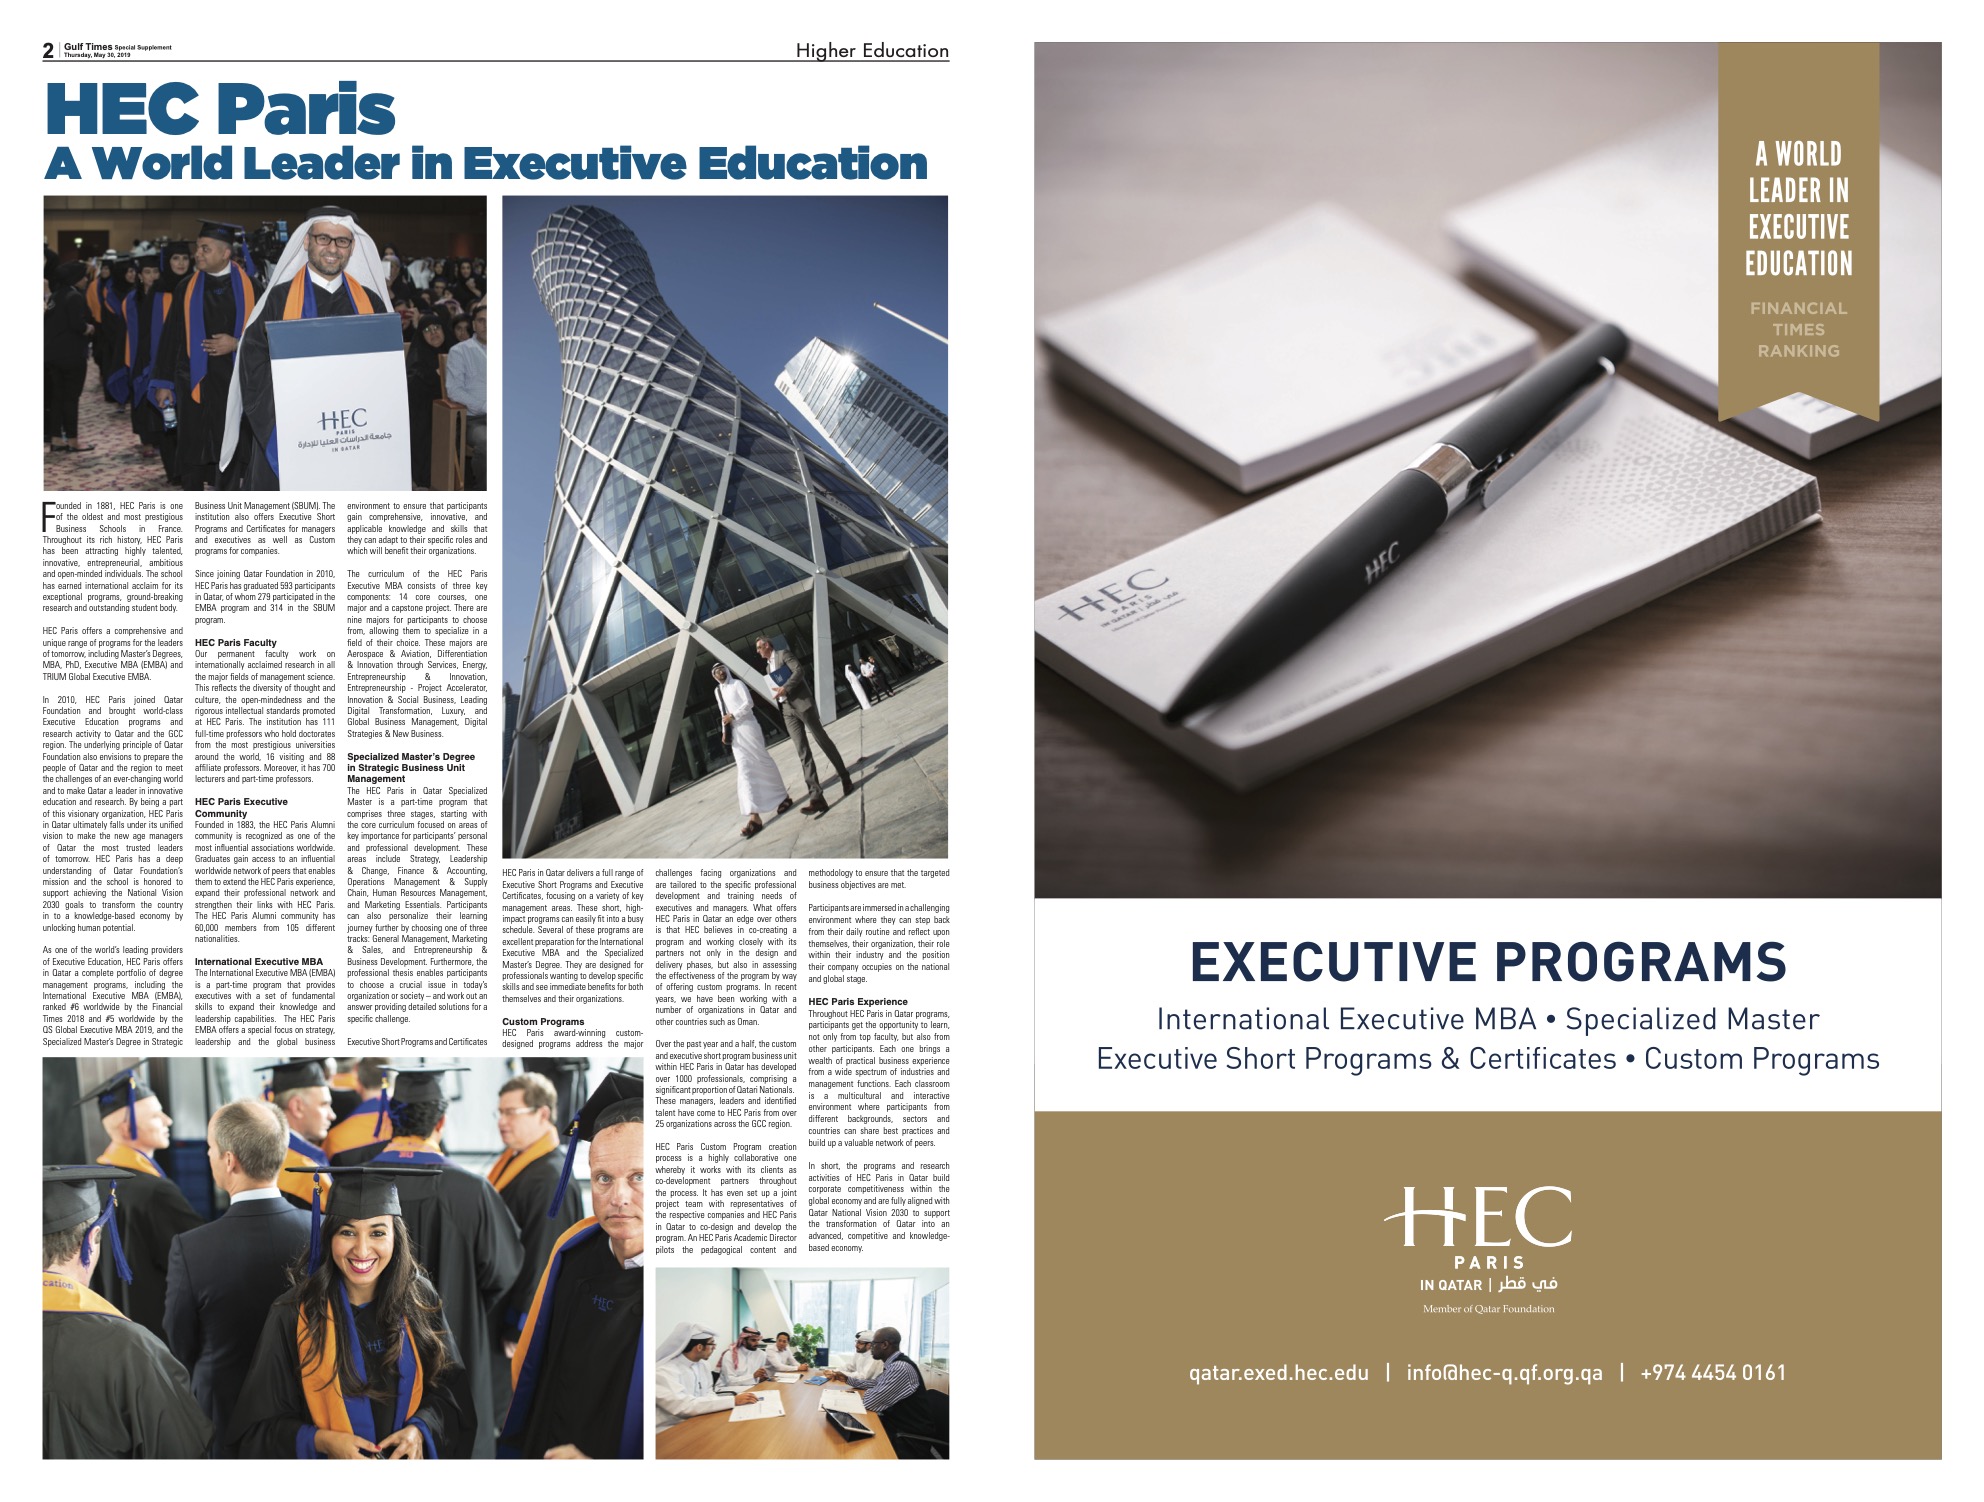 2
Gulf Times Special Supplement
Thursday, May 30, 2019
Higher Education
HEC Paris
A World Leader in Executive Education
HEC
PARIS
جامعة الدراسات العليا للإدارة
IN QATAR
Founded in 1881, HEC Paris is one
of the oldest and most prestigious
Business Schools in France.
Throughout its rich history, HEC Paris
has been attracting highly talented,
innovative, entrepreneurial, ambitious
and open-minded individuals. The school
has earned international acclaim for its
exceptional programs, ground-breaking
research and outstanding student body.
HEC Paris offers a comprehensive and
unique range of programs for the leaders
of tomorrow, including Master's Degrees,
MBA, PhD, Executive MBA (EMBA) and
TRIUM Global Executive EMBA.
In 2010, HEC Paris joined Qatar
Foundation and brought world-class
Executive Education programs and
research activity to Qatar and the GCC
region. The underlying principle of Qatar
Foundation also envisions to prepare the
people of Qatar and the region to meet
the challenges of an ever-changing world
and to make Qatar a leader in innovative
education and research. By being a part
of this visionary organization, HEC Paris
in Qatar ultimately falls under its unified
vision to make the new age managers
of Qatar the most trusted leaders
of tomorrow. HEC Paris has a deep
understanding of Qatar Foundation's
mission and the school is honored to
support achieving the National Vision
2030 goals to transform the country
in to a knowledge-based economy by
unlocking human potential.
As one of the world's leading providers
of Executive Education, HEC Paris offers
in Qatar a complete portfolio of degree
management programs, including the
International Executive MBA (EMBA),
ranked #6 worldwide by the Financial
Times 2018 and #5 worldwide by the
QS Global Executive MBA 2019, and the
Specialized Master's Degree in Strategic
Business Unit Management (SBUM). The
institution also offers Executive Short
Programs and Certificates for managers
and executives as well as Custom
programs for companies.
Since joining Qatar Foundation in 2010,
HEC Paris has graduated 593 participants
in Qatar, of whom 279 participated in the
EMBA program and 314 in the SBUM
program.
HEC Paris Faculty
Our permanent faculty work on
internationally acclaimed research in all
the major fields of management science.
This reflects the diversity of thought and
culture, the open-mindedness and the
rigorous intellectual standards promoted
at HEC Paris. The institution has 111
full-time professors who hold doctorates
from the most prestigious universities
around the world, 16 visiting and 88
affiliate professors. Moreover, it has 700
lecturers and part-time professors.
HEC Paris Executive
Community
Founded in 1883, the HEC Paris Alumni
community is recognized as one of the
most influential associations worldwide.
Graduates gain access to an influential
worldwide network of peers that enables
them to extend the HEC Paris experience,
expand their professional network and
strengthen their links with HEC Paris.
The HEC Paris Alumni community has
60,000 members from 105 different
nationalities.
International Executive MBA
The International Executive MBA (EMBA)
is a part-time program that provides
executives with a set of fundamental
skills to expand their knowledge and
leadership capabilities. The HEC Paris
EMBA offers a special focus on strategy,
leadership and the global business
environment to ensure that participants
gain comprehensive, innovative, and
applicable knowledge and skills that
they can adapt to their specific roles and
which will benefit their organizations.
The curriculum of the HEC Paris
Executive MBA consists of three key
components: 14 core courses, one
major and a capstone project. There are
nine majors for participants to choose
from, allowing them to specialize in a
field of their choice. These majors are
Aerospace & Aviation, Differentiation
& Innovation through Services, Energy,
Entrepreneurship & Innovation,
Entrepreneurship - Project Accelerator,
Innovation & Social Business, Leading
Digital Transformation, Luxury, and
Global Business Management, Digital
Strategies & New Business.
Specialized Master's Degree
in Strategic Business Unit
Management
The HEC Paris in Qatar Specialized
Master is a part-time program that
comprises three stages, starting with
the core curriculum focused on areas of
key importance for participants' personal
and professional development. These
areas include Strategy, Leadership
& Change, Finance & Accounting,
Operations Management & Supply
Chain, Human Resources Management,
and Marketing Essentials. Participants
can also personalize their learning
journey further by choosing one of three
tracks: General Management, Marketing
& Sales, and Entrepreneurship &
Business Development. Furthermore, the
professional thesis enables participants
to choose a crucial issue in today's
organization or society – and work out an
answer providing detailed solutions for a
specific challenge.
Executive Short Programs and Certificates
HEC Paris in Qatar delivers a full range of
Executive Short Programs and Executive
Certificates, focusing on a variety of key
management areas. These short, high-
impact programs can easily fit into a busy
schedule. Several of these programs are
excellent preparation for the International
Executive MBA and the Specialized
Master's Degree. They are designed for
professionals wanting to develop specific
skills and see immediate benefits for both
themselves and their organizations.
Custom Programs
HEC Paris award-winning custom-
designed programs address the major
challenges facing organizations and
are tailored to the specific professional
development and training needs of
executives and managers. What offers
HEC Paris in Qatar an edge over others
is that HEC believes in co-creating a
program and working closely with its
partners not only in the design and
delivery phases, but also in assessing
the effectiveness of the program by way
of offering custom programs. In recent
years, we have been working with a
number of organizations in Qatar and
other countries such as Oman.
Over the past year and a half, the custom
and executive short program business unit
within HEC Paris in Qatar has developed
over 1000 professionals, comprising a
significant proportion of Qatari Nationals.
These managers, leaders and identified
talent have come to HEC Paris from over
25 organizations across the GCC region.
HEC Paris Custom Program creation
process is a highly collaborative one
whereby it works with its clients as
co-development partners throughout
the process. It has even set up a joint
project team with representatives of
the respective companies and HEC Paris
in Qatar to co-design and develop the
program. An HEC Paris Academic Director
pilots the pedagogical content and
methodology to ensure that the targeted
business objectives are met.
Participants are immersed in a challenging
environment where they can step back
from their daily routine and reflect upon
themselves, their organization, their role
within their industry and the position
their company occupies on the national
and global stage.
HEC Paris Experience
Throughout HEC Paris in Qatar programs,
participants get the opportunity to learn,
not only from top faculty, but also from
other participants. Each one brings a
wealth of practical business experience
from a wide spectrum of industries and
management functions. Each classroom
is a multicultural and interactive
environment where participants from
different backgrounds, sectors and
countries can share best practices and
build up a valuable network of peers.
In short, the programs and research
activities of HEC Paris in Qatar build
corporate competitiveness within the
global economy and are fully aligned with
Qatar National Vision 2030 to support
the transformation of Qatar into an
advanced, competitive and knowledge-
based economy.
cation
HEC
HEC
A WORLD
LEADER IN
EXECUTIVE
EDUCATION
FINANCIAL
TIMES
RANKING
HEC
HEC
PARIS
IN QATAR | في قطر
EXECUTIVE PROGRAMS
International Executive MBA • Specialized Master
Executive Short Programs & Certificates • Custom Programs
HEC
PARIS
IN QATAR | في قطر
Member of Qatar Foundation
qatar.exed.hec.edu | info@hec-q.qf.org.qa | +974 4454 0161